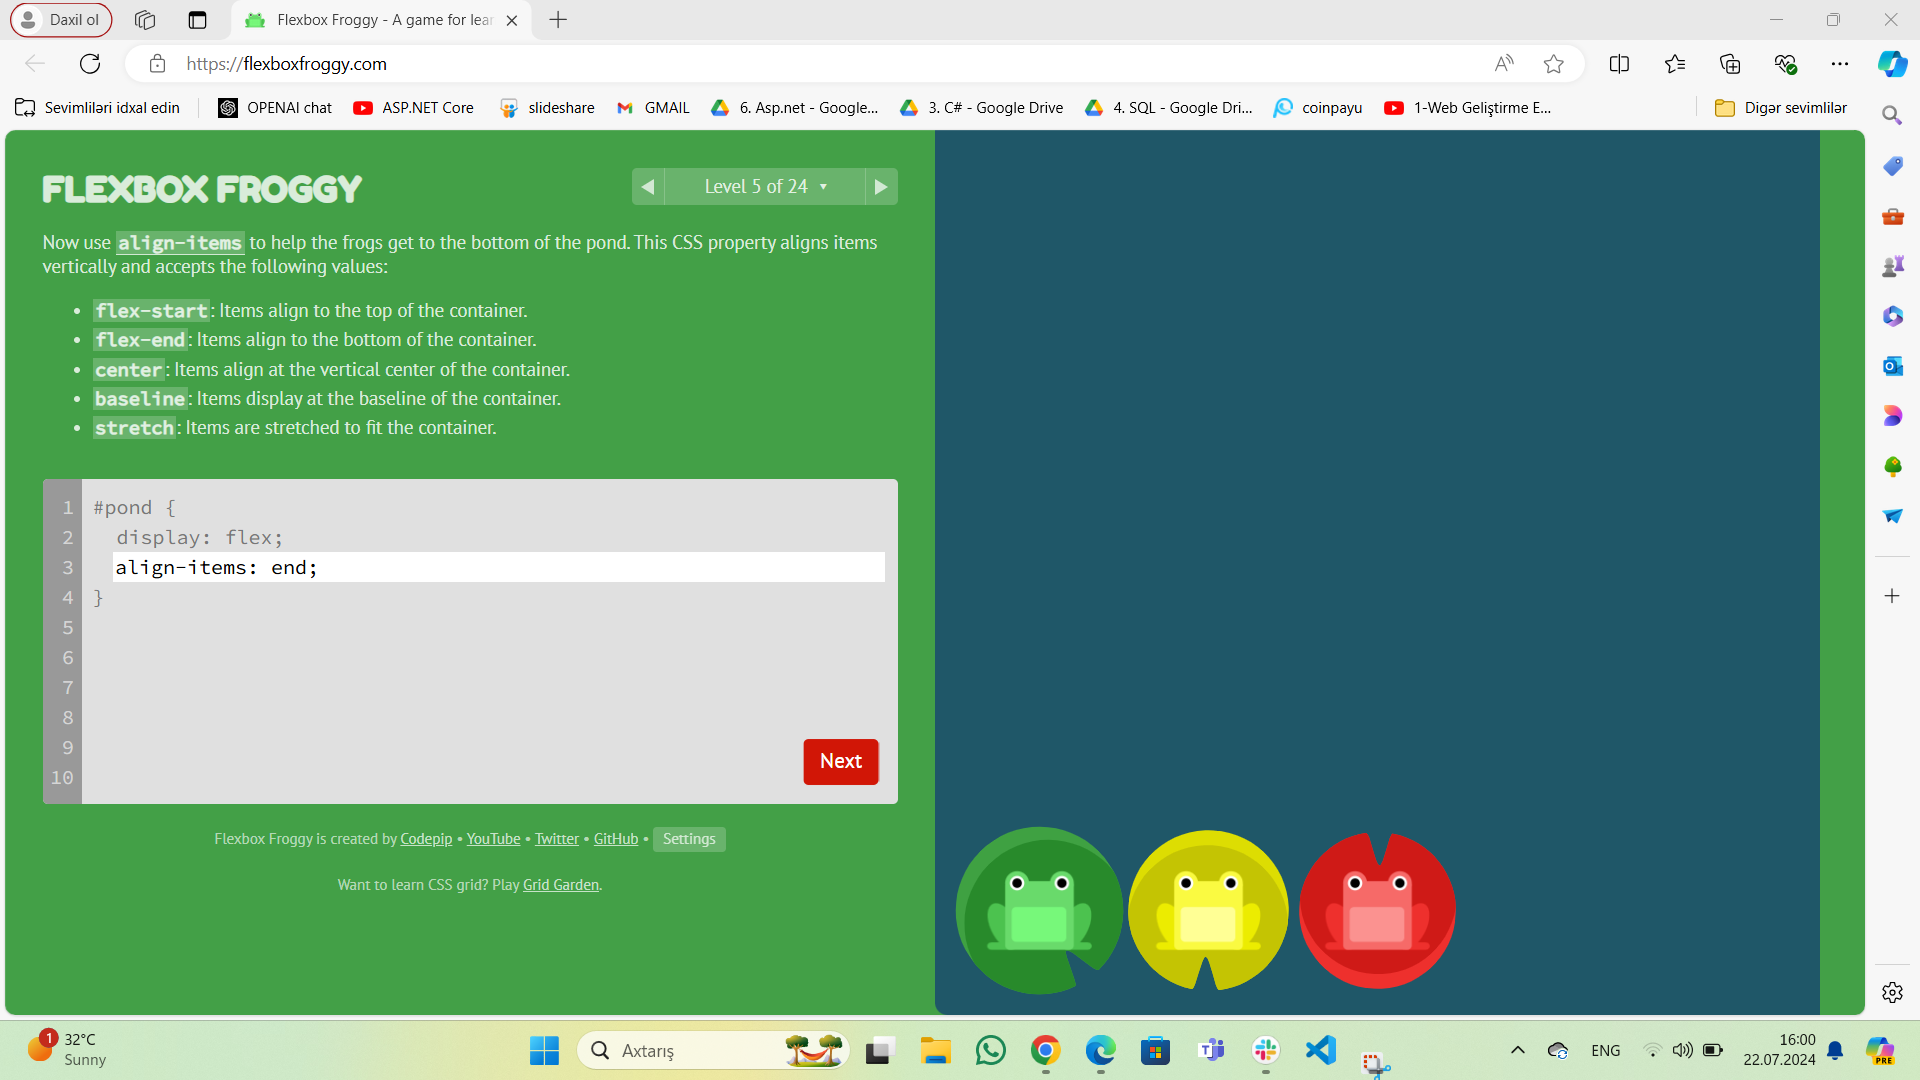 Daxil ol
Flexbox Froggy - A game for lear
https://flexboxfroggy.com
Sevimliləri idxal edin
OPENAI chat
ASP.NET Core
slideshare
GMAIL
6. Asp.net - Google...
3. C# - Google Drive
4. SQL - Google Dri...
coinpayu
1-Web Geliştirme E...
Digər sevimlilər
FLEXBOX FROGGY
Level 5 of 24
Now use align-items to help the frogs get to the bottom of the pond. This CSS property aligns items
vertically and accepts the following values:
• flex-start: Items align to the top of the container.
• flex-end: Items align to the bottom of the container.
• center: Items align at the vertical center of the container.
• baseline: Items display at the baseline of the container.
• stretch: Items are stretched to fit the container.
1 #pond {
2 display: flex;
3 align-items: end;
4 }
5
6
7
8
9
10
Next
Flexbox Froggy is created by Codepip • YouTube • Twitter • GitHub • Settings
Want to learn CSS grid? Play Grid Garden.
1
32°C
Sunny
Axtarış
ENG
16:00
22.07.2024
PRE